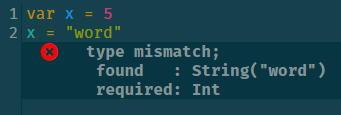 1 var x = 5
2 x = "word"
type mismatch;
found   : String("word")
required: Int